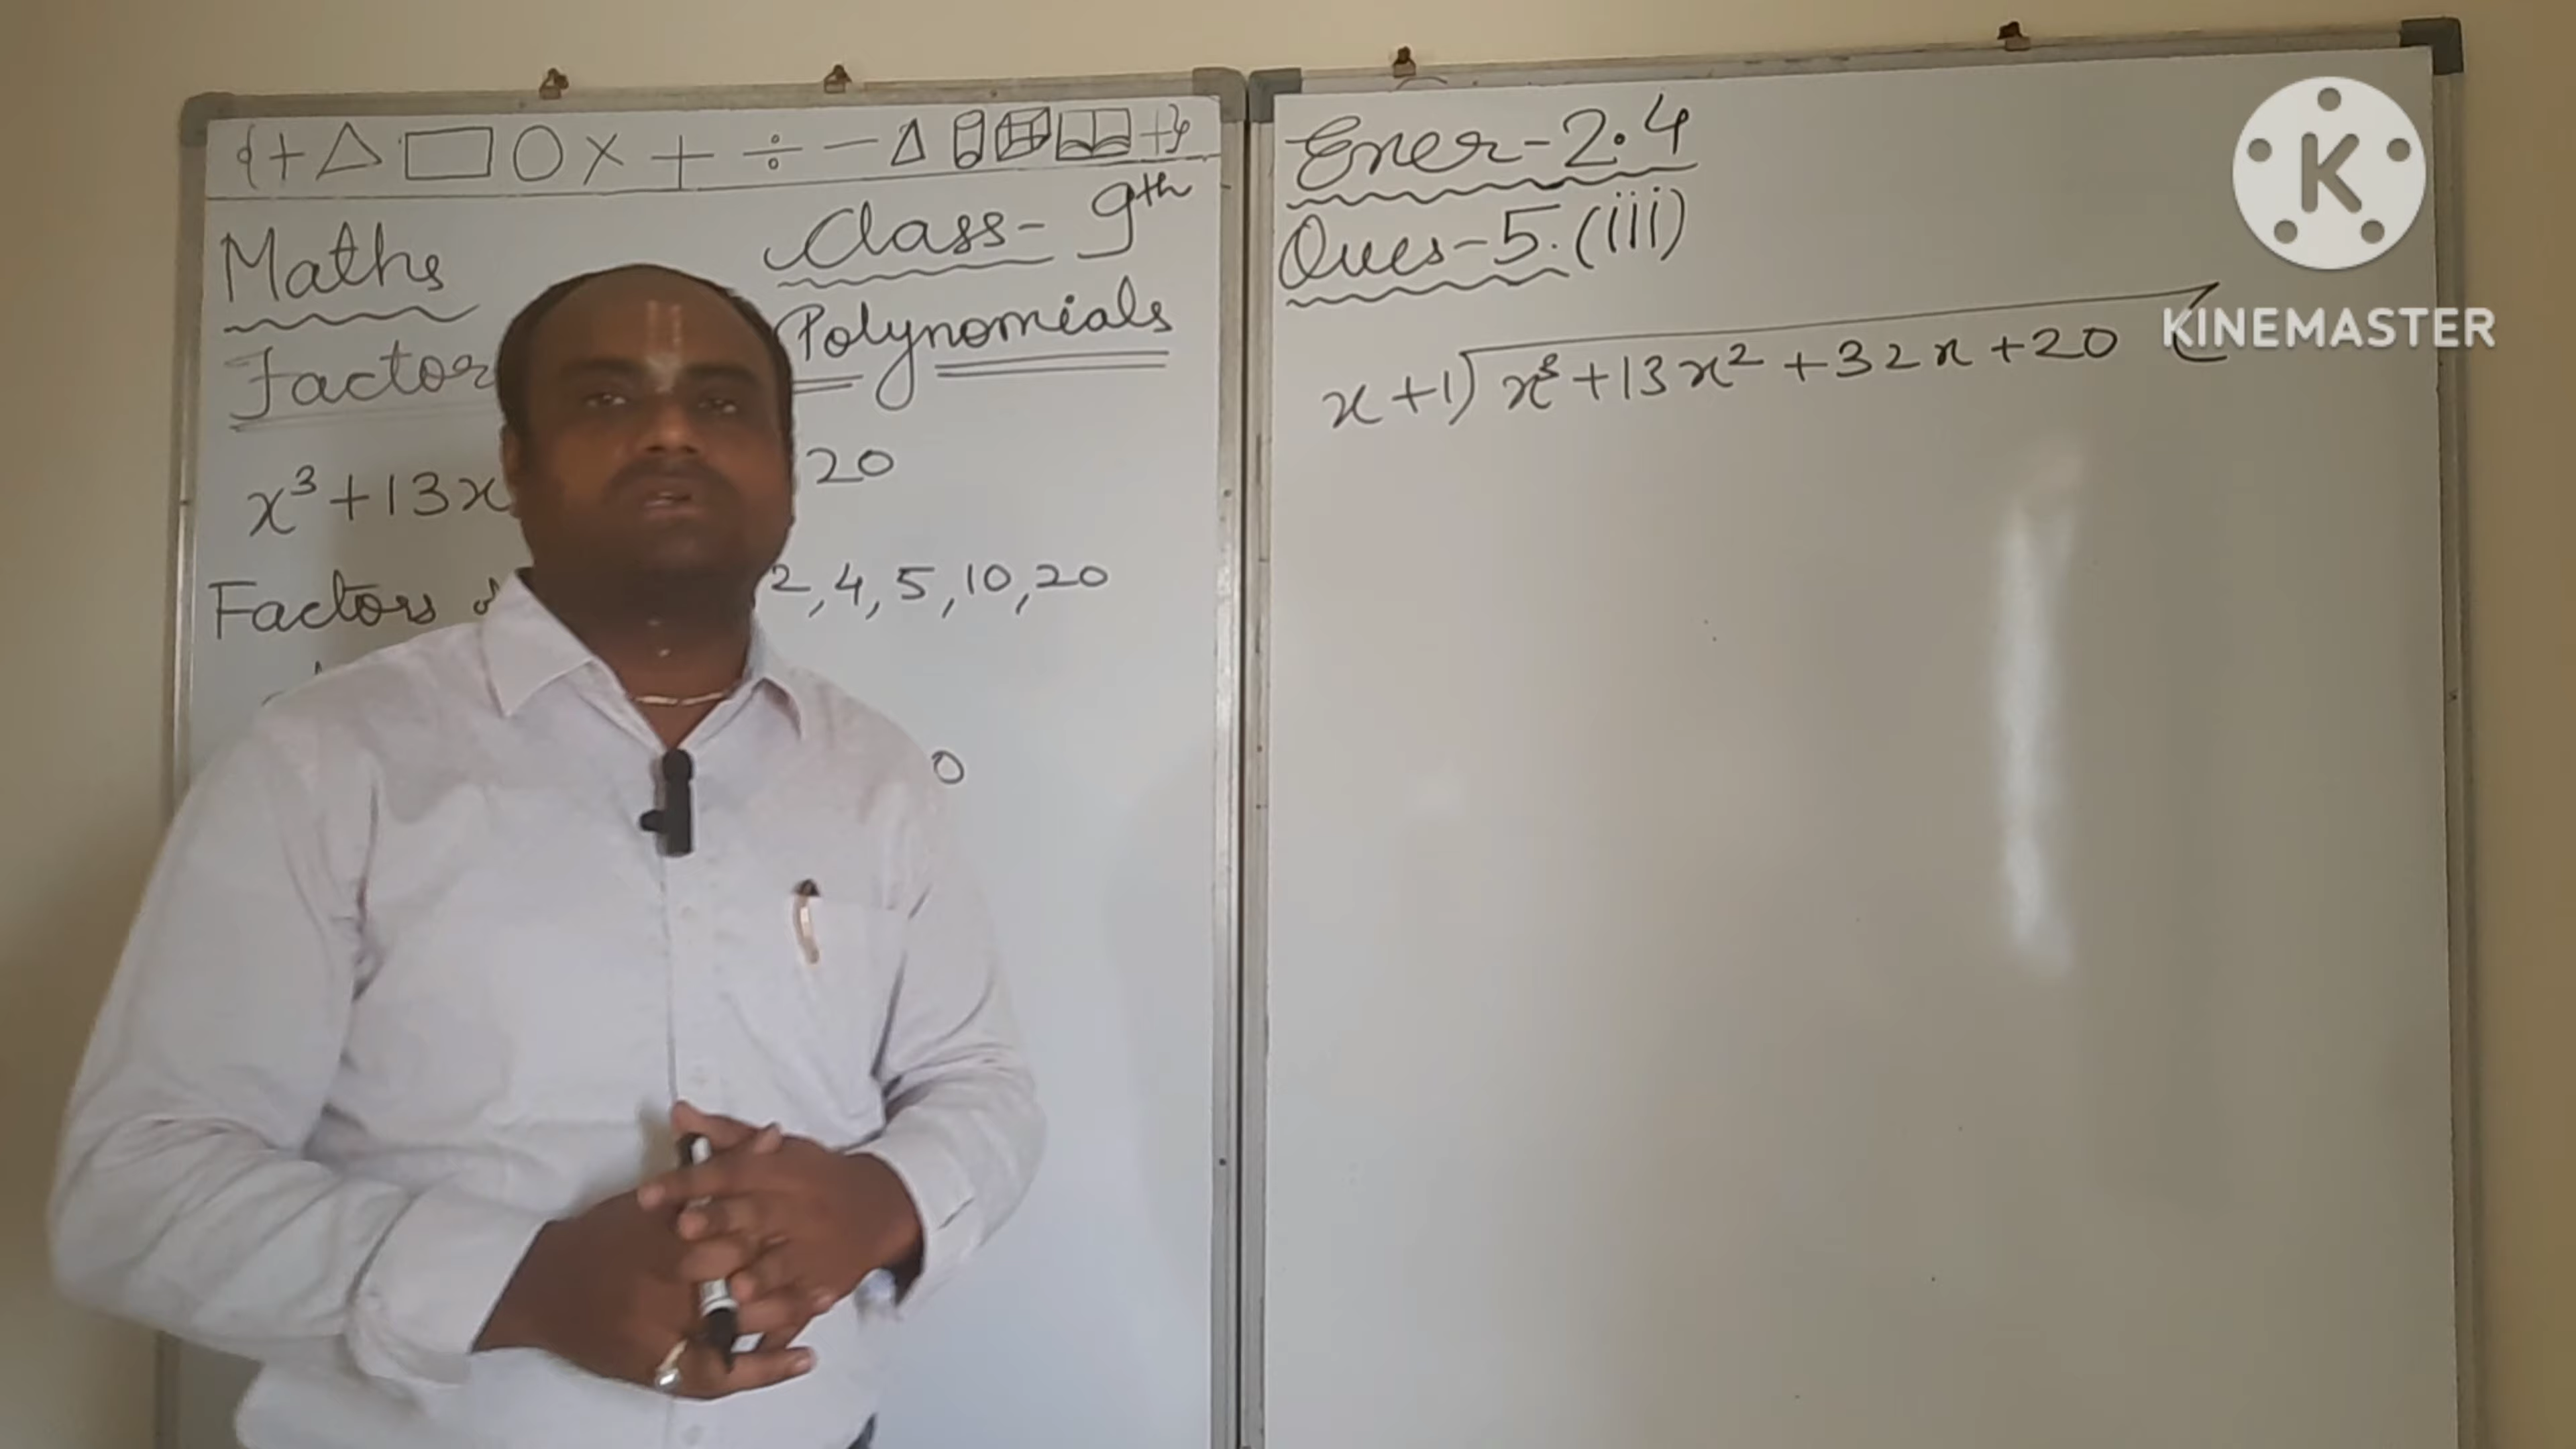 {+ △ ▭ ○ × + ÷ − +}
Maths
Class- 9th
Factor
Polynomials
x³+13x
20
Factors
2,4,5,10,20
0
Exer-2.4
Ques-5.(iii)
x+1)x³+13x²+32x+20(
K
KINEMASTER